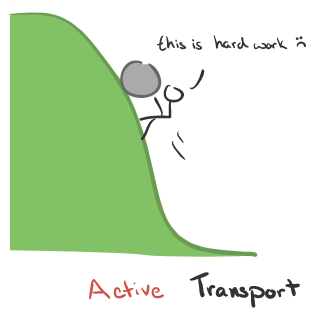 this is hard work :(
Active Transport